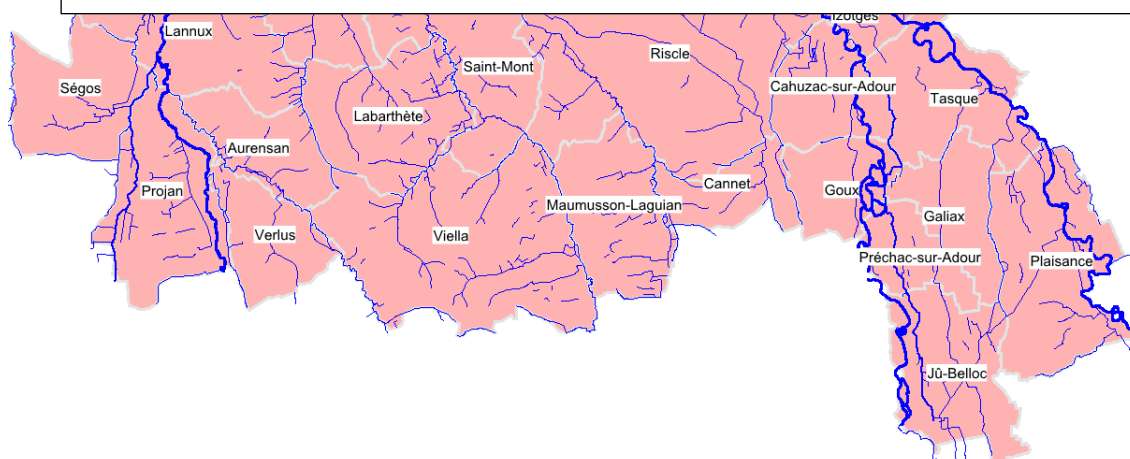 Izotges
Lannux
Riscle
Saint-Mont
Ségos
Cahuzac-sur-Adour
Tasque
Labarthète
Aurensan
Cannet
Projan
Goux
Maumusson-Laguian
Galiax
Verlus
Viella
Préchac-sur-Adour
Plaisance
Jû-Belloc